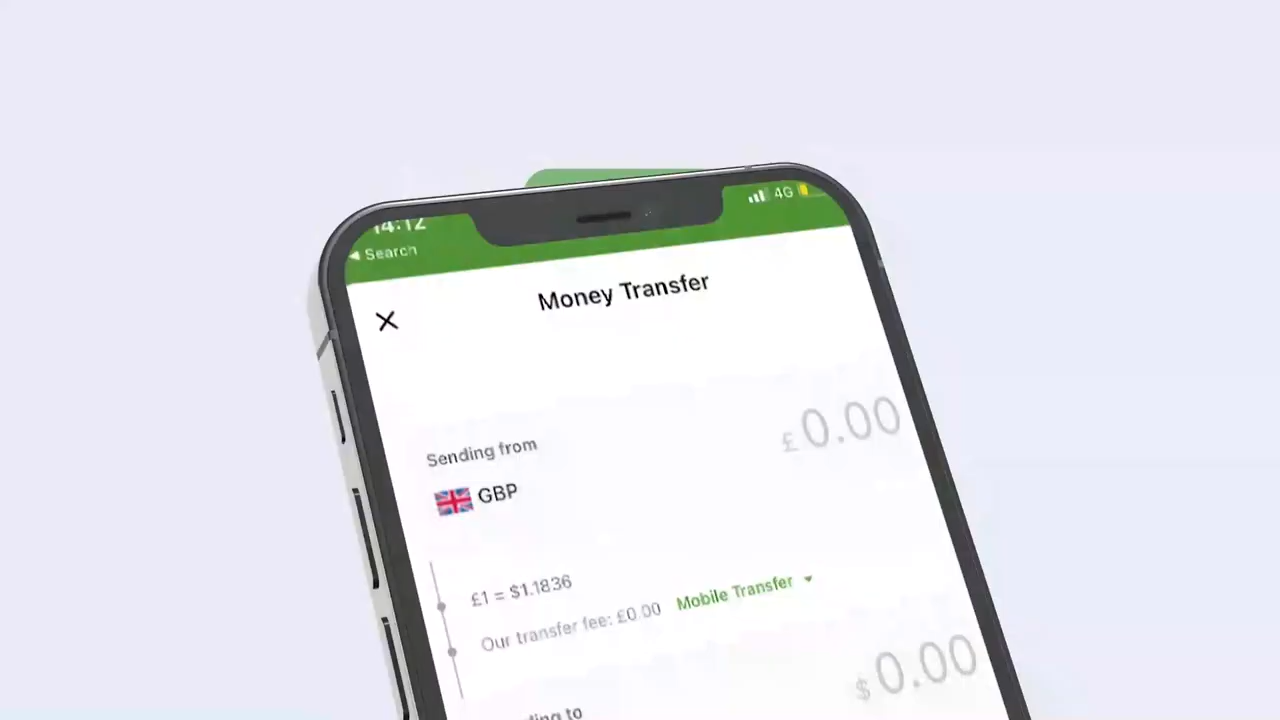 14:12
4G
◀ Search
Money Transfer
£0.00
Sending from
GBP
£1 = $1.1836
Our transfer fee: £0.00 Mobile Transfer
$0.00
to